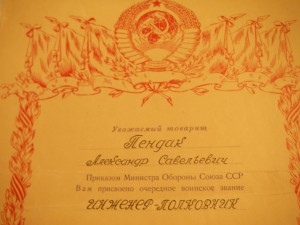 Уважаемый товарищ
Пендак
Александр Савельевич
Приказом Министра Обороны Союза ССР
Вам присвоено очередное воинское звание
ИНЖЕНЕР-ПОЛКОВНИК